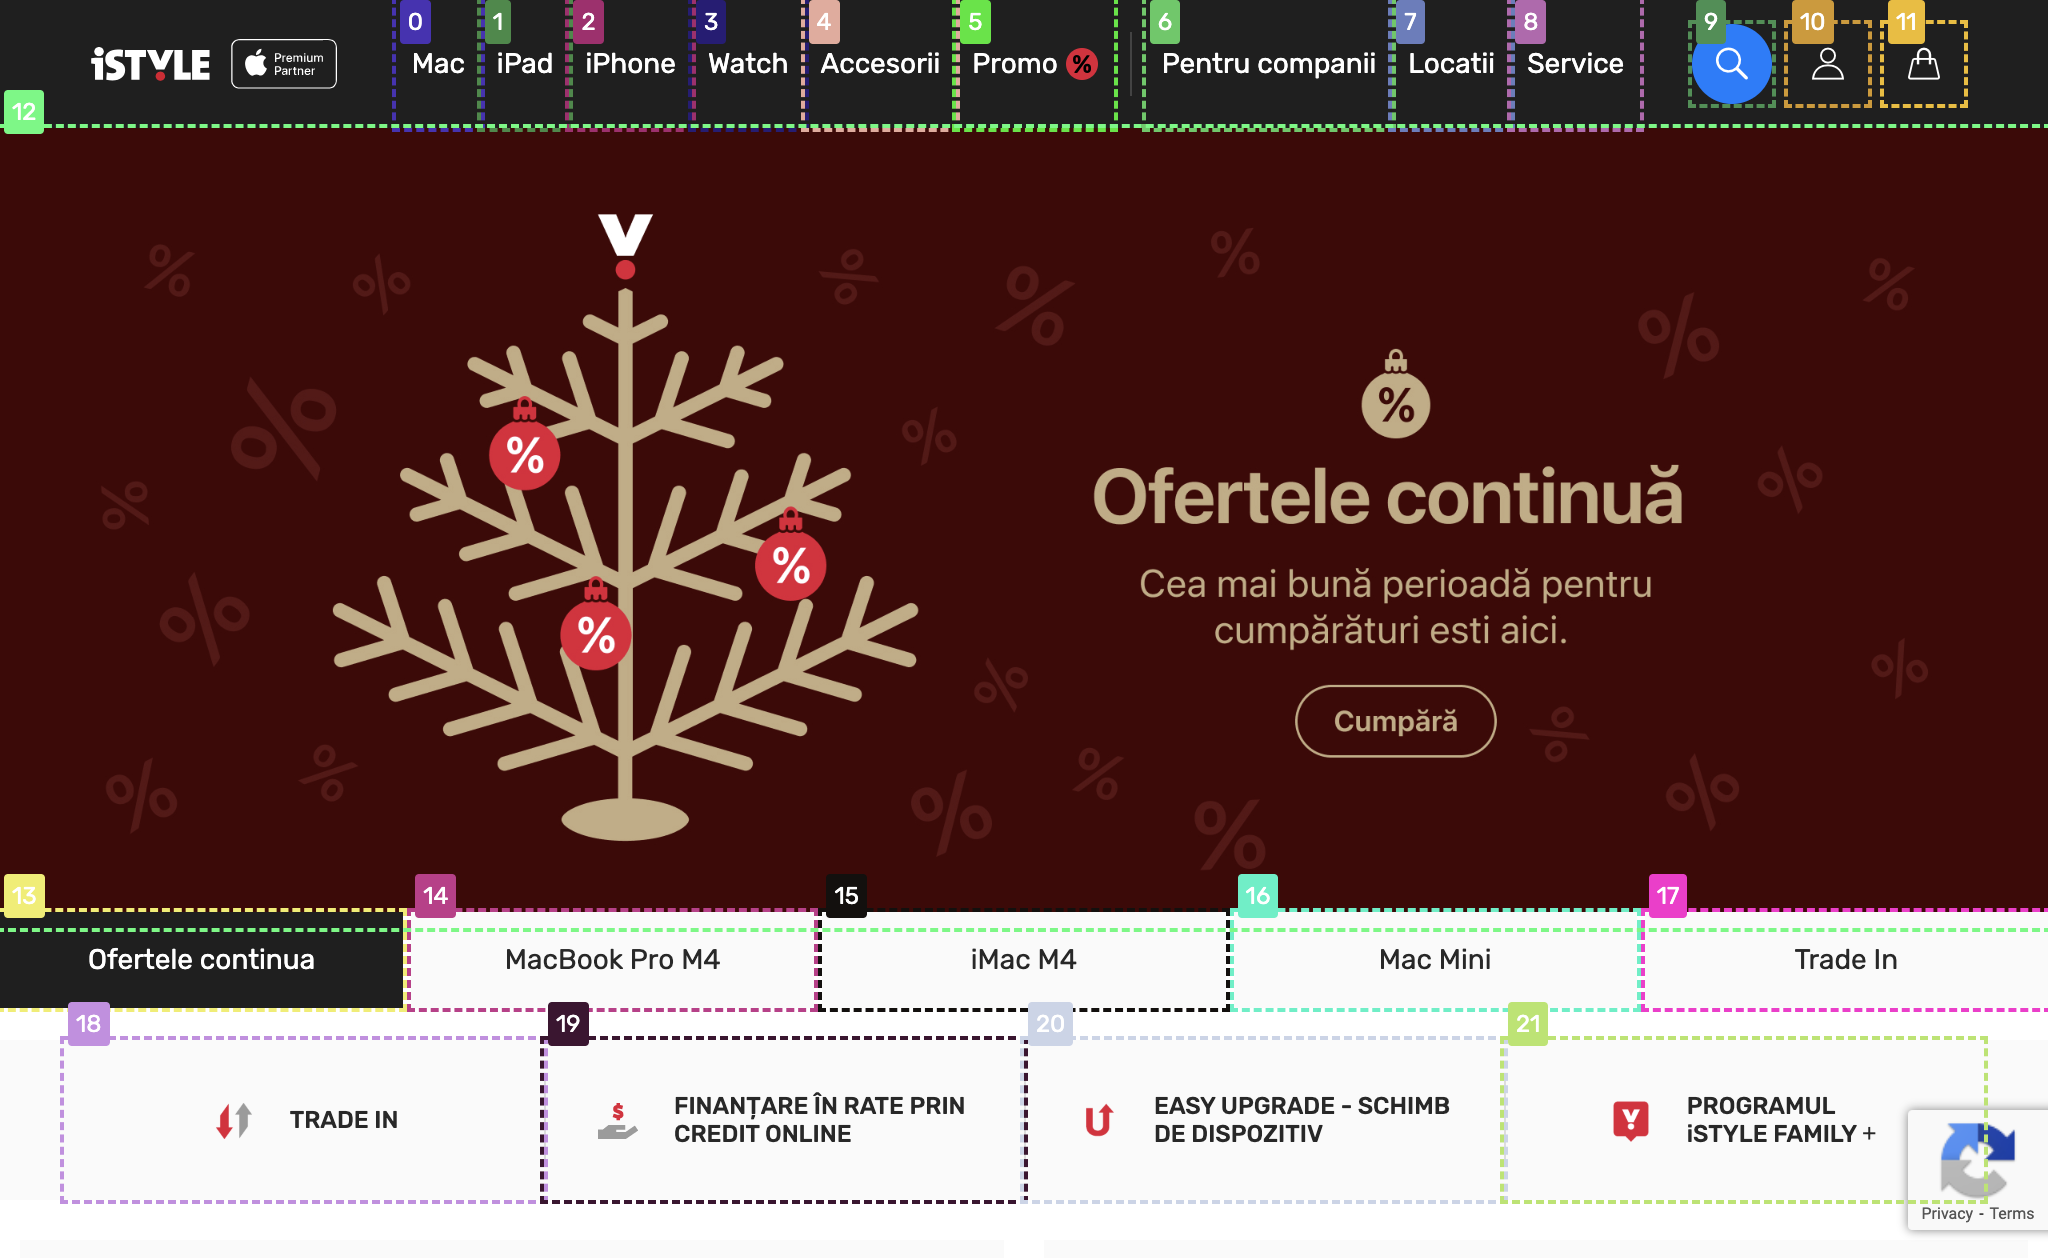 iSTYLE
Premium
Partner
0
1
2
3
4
5
6
7
8
9
10
11
Mac
iPad
iPhone
Watch
Accesorii
Promo %
Pentru companii
Locatii
Service
12
Ofertele continuă
Cea mai bună perioadă pentru
cumpărături esti aici.
Cumpără
13
14
15
16
17
Ofertele continua
MacBook Pro M4
iMac M4
Mac Mini
Trade In
18
19
20
21
TRADE IN
FINANȚARE ÎN RATE PRIN
CREDIT ONLINE
EASY UPGRADE - SCHIMB
DE DISPOZITIV
PROGRAMUL
iSTYLE FAMILY +
Privacy - Terms